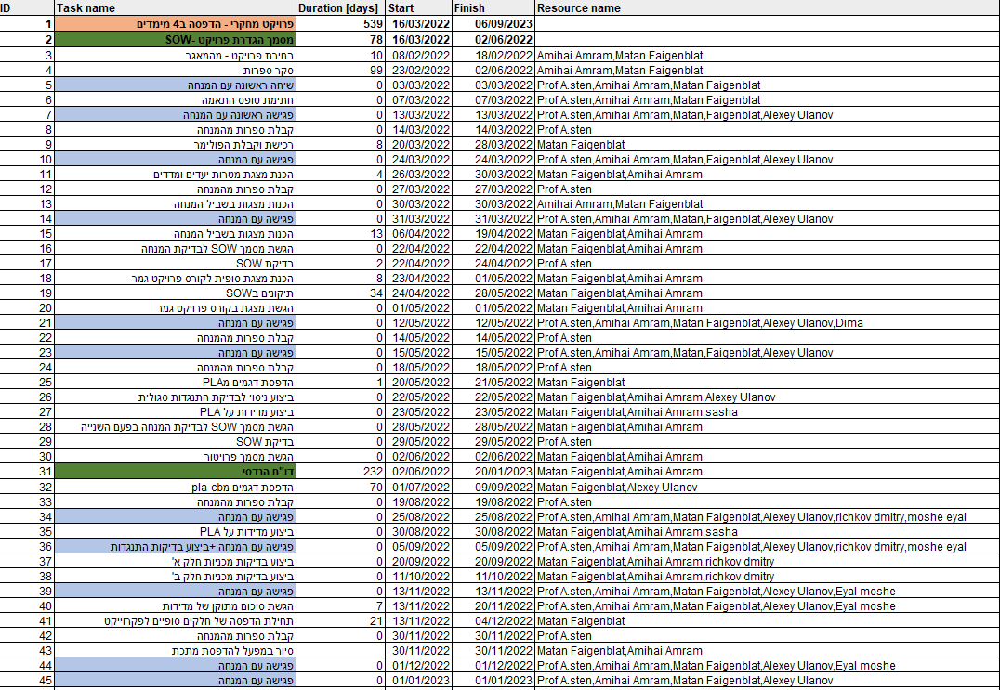 ID Task name Duration [days] Start Finish Resource name
1 פרויקט מחקרי - הדפסה ב4 מימדים 539 16/03/2022 06/09/2023
2 מסמך הגדרת פרויקט -SOW 78 16/03/2022 02/06/2022
3 בחירת פרויקט - מהמאגר 10 08/02/2022 18/02/2022 Amihai Amram,Matan Faigenblat
4 סקר ספרות 99 23/02/2022 02/06/2022 Amihai Amram,Matan Faigenblat
5 שיחה ראשונה עם המנחה 0 03/03/2022 03/03/2022 Prof A.sten,Amihai Amram,Matan Faigenblat
6 חתימת טופס התאמה 0 07/03/2022 07/03/2022 Prof A.sten,Amihai Amram,Matan Faigenblat
7 פגישה ראשונה עם המנחה 0 13/03/2022 13/03/2022 Prof A.sten,Amihai Amram,Matan,Faigenblat,Alexey Ulanov
8 קבלת ספרות מהמנחה 0 14/03/2022 14/03/2022 Prof A.sten
9 רכישת וקבלת הפולימר 8 20/03/2022 28/03/2022 Matan Faigenblat
10 פגישה עם המנחה 0 24/03/2022 24/03/2022 Prof A.sten,Amihai Amram,Matan,Faigenblat,Alexey Ulanov
11 הכנת מצגת מטרות יעדים ומדדים 4 26/03/2022 30/03/2022 Matan Faigenblat,Amihai Amram
12 קבלת ספרות מהמנחה 0 27/03/2022 27/03/2022 Prof A.sten
13 הכנות מצגות בשביל המנחה 0 30/03/2022 30/03/2022 Amihai Amram,Matan Faigenblat
14 פגישה עם המנחה 0 31/03/2022 31/03/2022 Prof A.sten,Amihai Amram,Matan,Faigenblat,Alexey Ulanov
15 הכנות מצגות בשביל המנחה 13 06/04/2022 19/04/2022 Matan Faigenblat,Amihai Amram
16 הגשת מסמך SOW לבדיקת המנחה 0 22/04/2022 22/04/2022 Matan Faigenblat,Amihai Amram
17 בדיקת SOW 2 22/04/2022 24/04/2022 Prof A.sten
18 הכנת מצגת סופית לקורס פרויקט גמר 8 23/04/2022 01/05/2022 Matan Faigenblat,Amihai Amram
19 תיקונים בSOW 34 24/04/2022 28/05/2022 Matan Faigenblat,Amihai Amram
20 הגשת מצגת בקורס פרויקט גמר 0 01/05/2022 01/05/2022 Matan Faigenblat,Amihai Amram
21 פגישה עם המנחה 0 12/05/2022 12/05/2022 Prof A.sten,Amihai Amram,Matan Faigenblat,Alexey Ulanov,Dima
22 קבלת ספרות מהמנחה 0 14/05/2022 14/05/2022 Prof A.sten
23 פגישה עם המנחה 0 15/05/2022 15/05/2022 Prof A.sten,Amihai Amram,Matan,Faigenblat,Alexey Ulanov
24 קבלת ספרות מהמנחה 0 18/05/2022 18/05/2022 Prof A.sten
25 הדפסת דגמים מPLA 1 20/05/2022 21/05/2022 Matan Faigenblat
26 ביצוע ניסוי לבדיקת התנגדות סגולית 0 22/05/2022 22/05/2022 Matan Faigenblat,Amihai Amram,Alexey Ulanov
27 ביצוע מדידות על PLA 0 23/05/2022 23/05/2022 Matan Faigenblat,Amihai Amram,sasha
28 הגשת מסמך SOW לבדיקת המנחה בפעם השנייה 0 28/05/2022 28/05/2022 Matan Faigenblat,Amihai Amram
29 בדיקת SOW 0 29/05/2022 29/05/2022 Prof A.sten
30 הגשת מסמך פרויטור 0 02/06/2022 02/06/2022 Matan Faigenblat,Amihai Amram
31 דו"ח הנדסי 232 02/06/2022 20/01/2023 Matan Faigenblat,Amihai Amram
32 הדפסת דגמים מpla-cb 70 01/07/2022 09/09/2022 Matan Faigenblat,Alexey Ulanov
33 קבלת ספרות מהמנחה 0 19/08/2022 19/08/2022 Prof A.sten
34 פגישה עם המנחה 0 25/08/2022 25/08/2022 Prof A.sten,Amihai Amram,Matan Faigenblat,Alexey Ulanov,richkov dmitry,moshe eyal
35 ביצוע מדידות על PLA 0 30/08/2022 30/08/2022 Matan Faigenblat,Amihai Amram,sasha
36 פגישה עם המנחה +ביצוע בדיקות התנגדות 0 05/09/2022 05/09/2022 Prof A.sten,Amihai Amram,Matan Faigenblat,Alexey Ulanov,richkov dmitry,moshe eyal
37 ביצוע בדיקות מכניות חלק א' 0 20/09/2022 20/09/2022 Matan Faigenblat,Amihai Amram,richkov dmitry
38 ביצוע בדיקות מכניות חלק ב' 0 11/10/2022 11/10/2022 Matan Faigenblat,Amihai Amram,richkov dmitry
39 פגישה עם המנחה 0 13/11/2022 13/11/2022 Prof A.sten,Amihai Amram,Matan Faigenblat,Alexey Ulanov,Eyal moshe
40 הגשת סיכום מתוקן של מדידות 7 13/11/2022 20/11/2022 Prof A.sten,Amihai Amram,Matan Faigenblat,Alexey Ulanov,Eyal moshe
41 תחילת הדפסה של חלקים סופיים לפקרוייקט 21 13/11/2022 04/12/2022 Matan Faigenblat
42 קבלת ספרות מהמנחה 0 30/11/2022 30/11/2022 Prof A.sten
43 סיור במפעל להדפסת מתכת 30/11/2022 30/11/2022 Matan Faigenblat,Amihai Amram
44 פגישה עם המנחה 0 01/12/2022 01/12/2022 Prof A.sten,Amihai Amram,Matan Faigenblat,Alexey Ulanov,Eyal moshe
45 פגישה עם המנחה 0 01/01/2023 01/01/2023 Prof A.sten,Amihai Amram,Matan Faigenblat,Alexey Ulanov